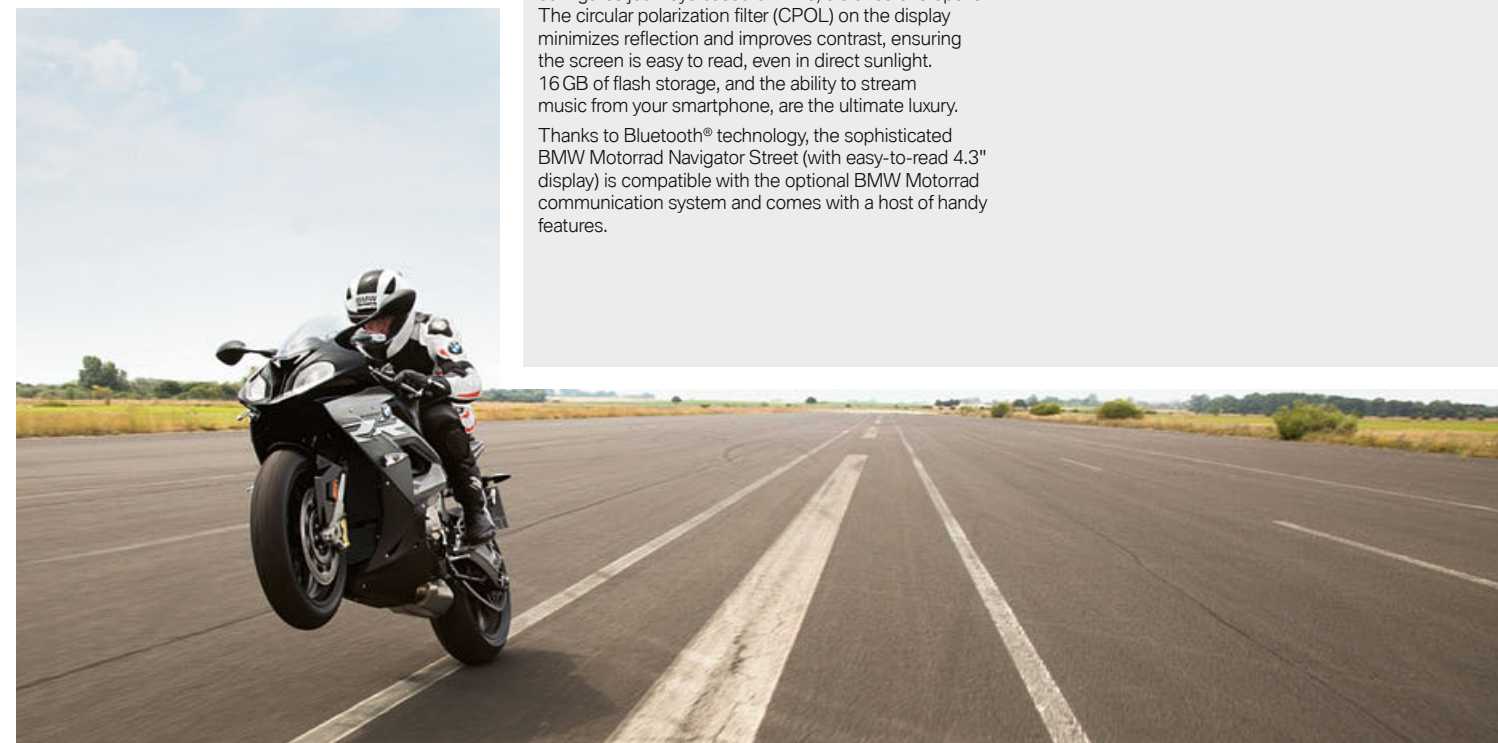 The circular polarization filter (CPOL) on the display
minimizes reflection and improves contrast, ensuring
the screen is easy to read, even in direct sunlight.
16 GB of flash storage, and the ability to stream
music from your smartphone, are the ultimate luxury.
Thanks to Bluetooth® technology, the sophisticated
BMW Motorrad Navigator Street (with easy-to-read 4.3"
display) is compatible with the optional BMW Motorrad
communication system and comes with a host of handy
features.
BMW
RR